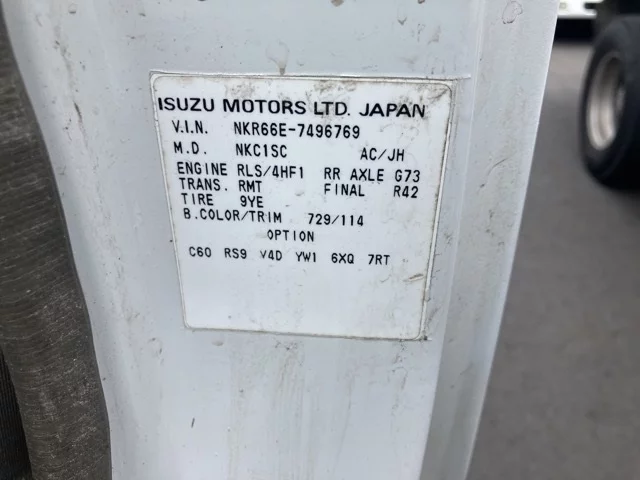 ISUZU MOTORS LTD. JAPAN
V.I.N. NKR66E-7496769
M.D. NKC1SC AC/JH
ENGINE RLS/4HF1 RR AXLE G73
TRANS. RMT FINAL R42
TIRE 9YE
B.COLOR/TRIM 729/114
OPTION
C60 RS9 V4D YW1 6XQ 7RT